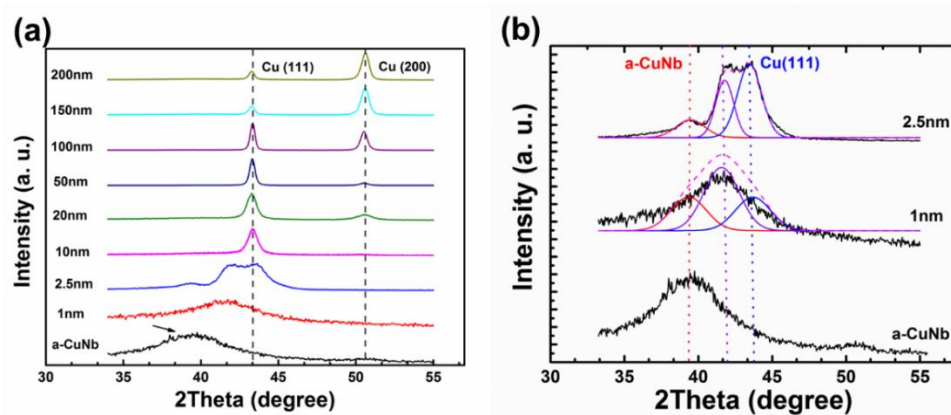 (a)
Cu (111)
Cu (200)
200nm
150nm
100nm
50nm
20nm
10nm
2.5nm
1nm
a-CuNb
Intensity (a. u.)
30 35 40 45 50 55
2Theta (degree)
(b)
a-CuNb
Cu(111)
2.5nm
1nm
a-CuNb
Intensity (a. u.)
30 35 40 45 50 55
2Theta (degree)